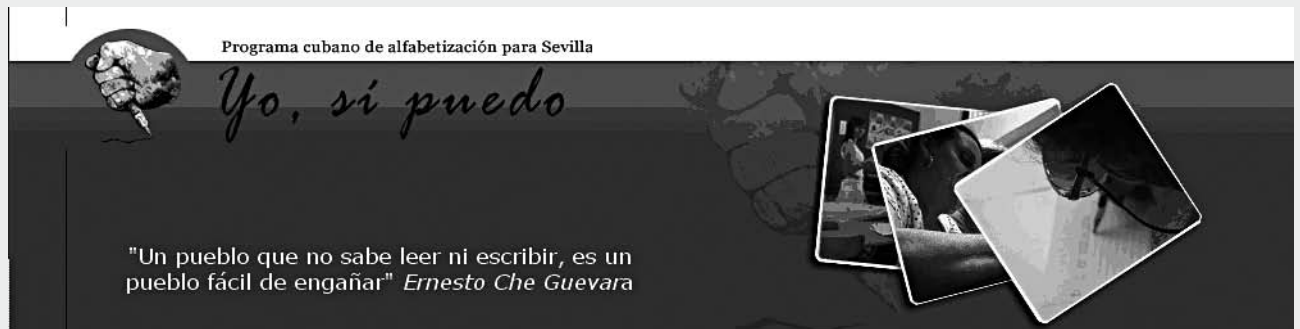 Programa cubano de alfabetización para Sevilla
Yo, sí puedo
"Un pueblo que no sabe leer ni escribir, es un
pueblo fácil de engañar" Ernesto Che Guevara